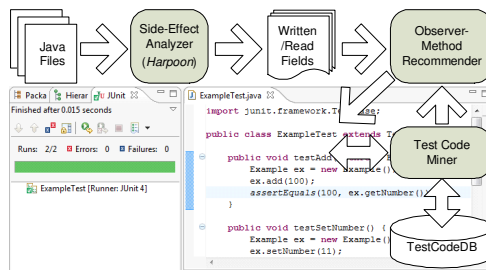 Java
Files
Side-Effect
Analyzer
(Harpoon)
Written
/Read
Fields
Observer-
Method
Recommender
Packa Hierar JUnit
Finished after 0.015 seconds
Runs: 2/2 Errors: 0 Failures: 0
ExampleTest [Runner: JUnit 4]
ExampleTest.java
import junit.framework.
public class ExampleTest extends
public void
Example ex = new Example()
ex.add(100);
assertEquals(100, ex.getNumber()
}
public void testSetNumber() {
Example ex = new Example()
ex.setNumber(11);
Test Code
Miner
TestCodeDB